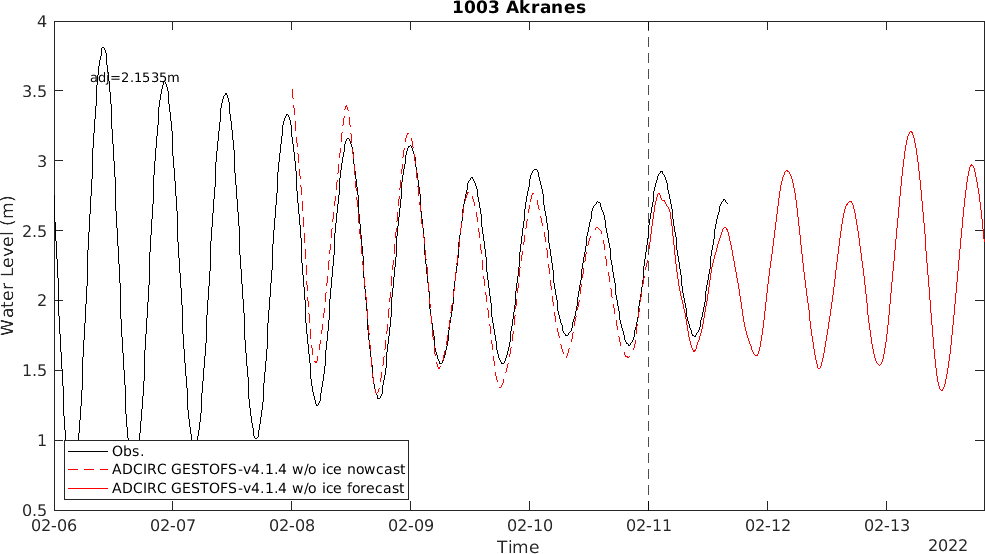 1003 Akranes
4
3.5
3
2.5
2
1.5
1
0.5
Water Level (m)
adj=2.1535m
Obs.
ADCIRC GESTOFS-v4.1.4 w/o ice nowcast
ADCIRC GESTOFS-v4.1.4 w/o ice forecast
02-06 02-07 02-08 02-09 02-10 02-11 02-12 02-13
Time
2022